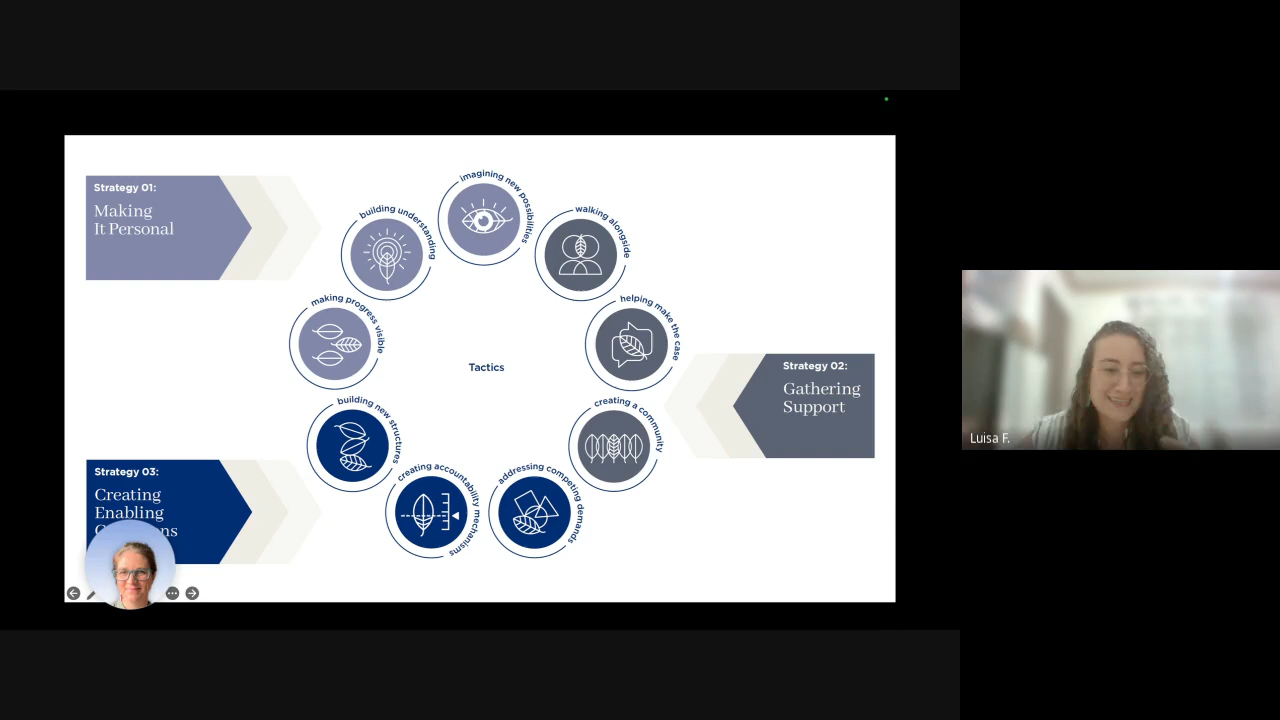 Strategy 01:
Making
It Personal
imagining new possibilities
building understanding
walking alongside
making progress visible
helping make the case
Tactics
Strategy 02:
Gathering
Support
building new structures
creating a community
Strategy 03:
Creating
Enabling
creating accountability mechanisms
addressing competing demands
Luisa F.